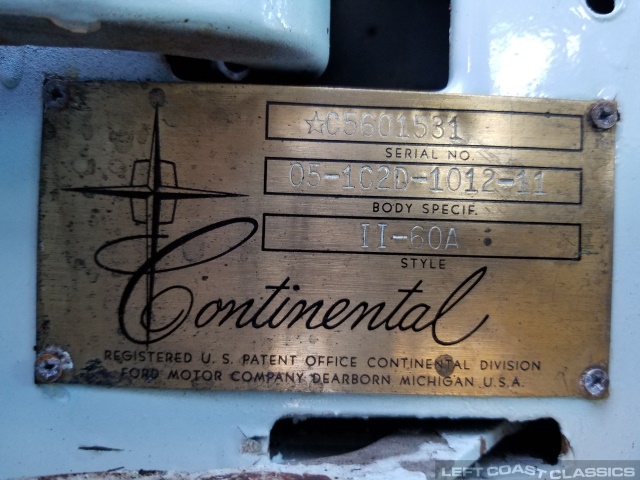 ☆C5601531
SERIAL NO.
05-1C2D-1012-11
BODY SPECIF.
II-60A
STYLE
Continental
REGISTERED U.S. PATENT OFFICE CONTINENTAL DIVISION
FORD MOTOR COMPANY DEARBORN MICHIGAN U.S.A.
LEFT COAST CLASSICS